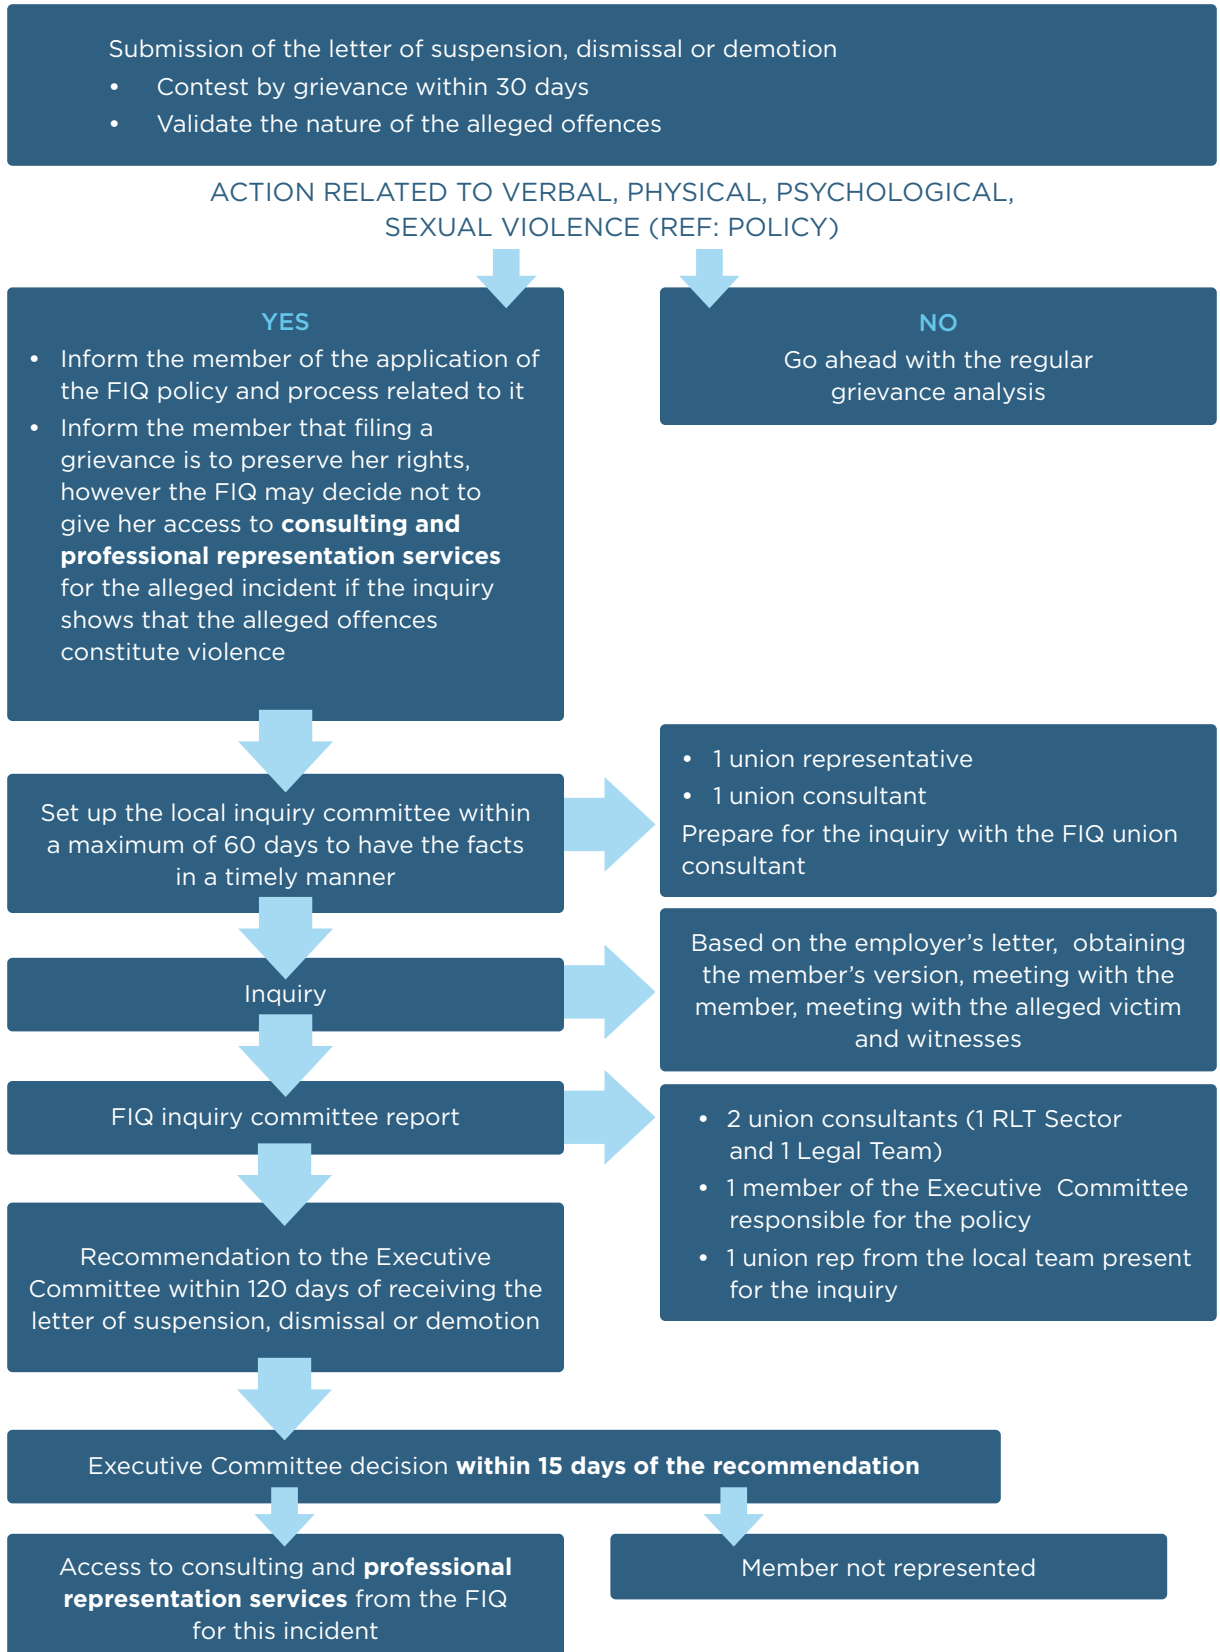 Submission of the letter of suspension, dismissal or demotion
• Contest by grievance within 30 days
• Validate the nature of the alleged offences
ACTION RELATED TO VERBAL, PHYSICAL, PSYCHOLOGICAL,
SEXUAL VIOLENCE (REF: POLICY)
YES
• Inform the member of the application of
the FIQ policy and process related to it
• Inform the member that filing a
grievance is to preserve her rights,
however the FIQ may decide not to
give her access to consulting and
professional representation services
for the alleged incident if the inquiry
shows that the alleged offences
constitute violence
NO
Go ahead with the regular
grievance analysis
Set up the local inquiry committee within
a maximum of 60 days to have the facts
in a timely manner
• 1 union representative
• 1 union consultant
Prepare for the inquiry with the FIQ union
consultant
Inquiry
Based on the employer's letter, obtaining
the member's version, meeting with the
member, meeting with the alleged victim
and witnesses
FIQ inquiry committee report
• 2 union consultants (1 RLT Sector
and 1 Legal Team)
• 1 member of the Executive Committee
responsible for the policy
• 1 union rep from the local team present
for the inquiry
Recommendation to the Executive
Committee within 120 days of receiving the
letter of suspension, dismissal or demotion
Executive Committee decision within 15 days of the recommendation
Access to consulting and professional
representation services from the FIQ
for this incident
Member not represented